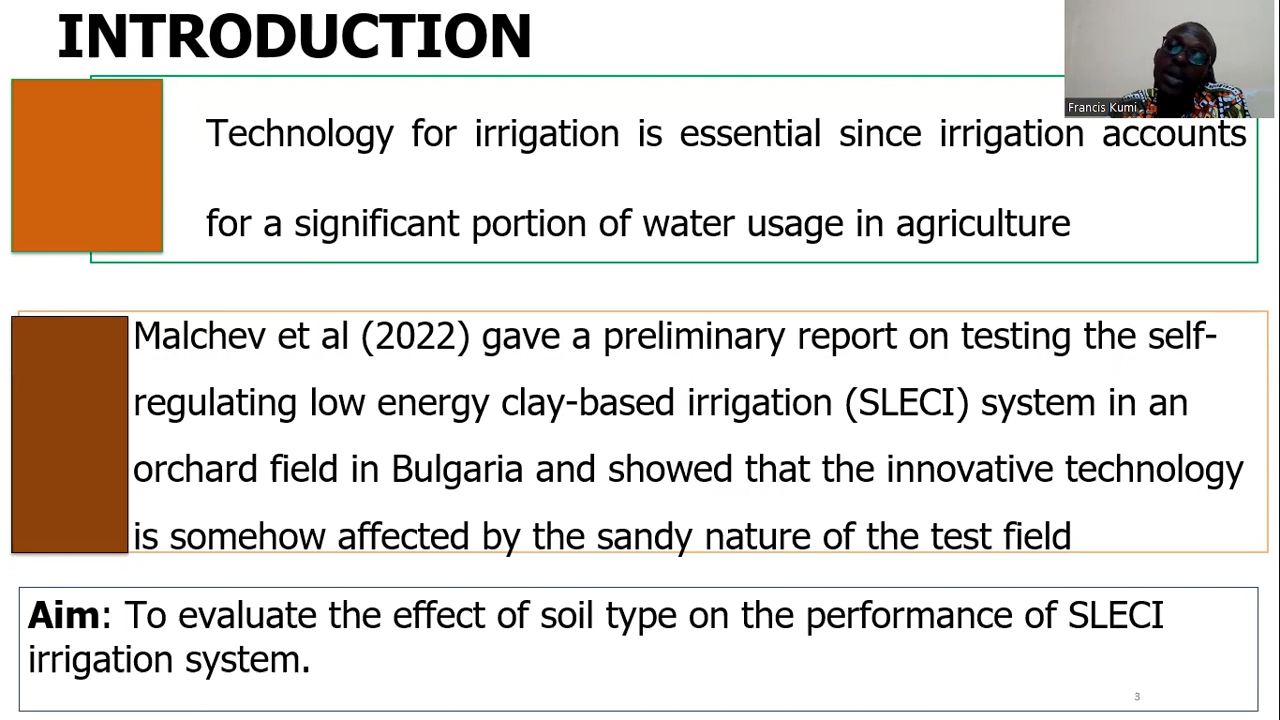 INTRODUCTION
Francis Kumi
Technology for irrigation is essential since irrigation accounts
for a significant portion of water usage in agriculture
Malchev et al (2022) gave a preliminary report on testing the self-
regulating low energy clay-based irrigation (SLECI) system in an
orchard field in Bulgaria and showed that the innovative technology
is somehow affected by the sandy nature of the test field
Aim: To evaluate the effect of soil type on the performance of SLECI
irrigation system.
3